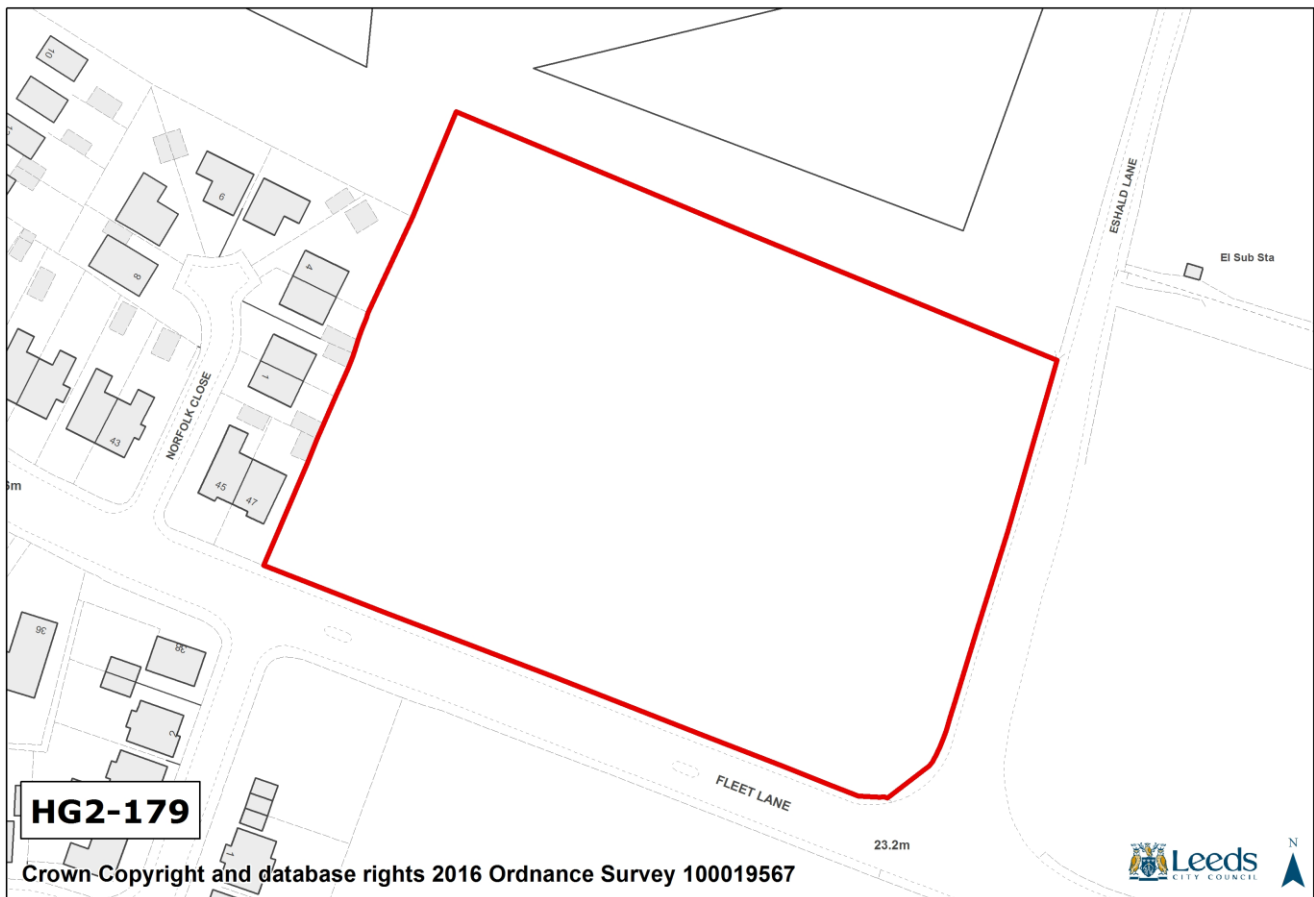 10
6
8
4
1
43
45
47
NORFOLK CLOSE
ESHALD LANE
El Sub Sta
36
38
2
1
FLEET LANE
23.2m
HG2-179
Crown Copyright and database rights 2016 Ordnance Survey 100019567
Leeds
CITY COUNCIL
N